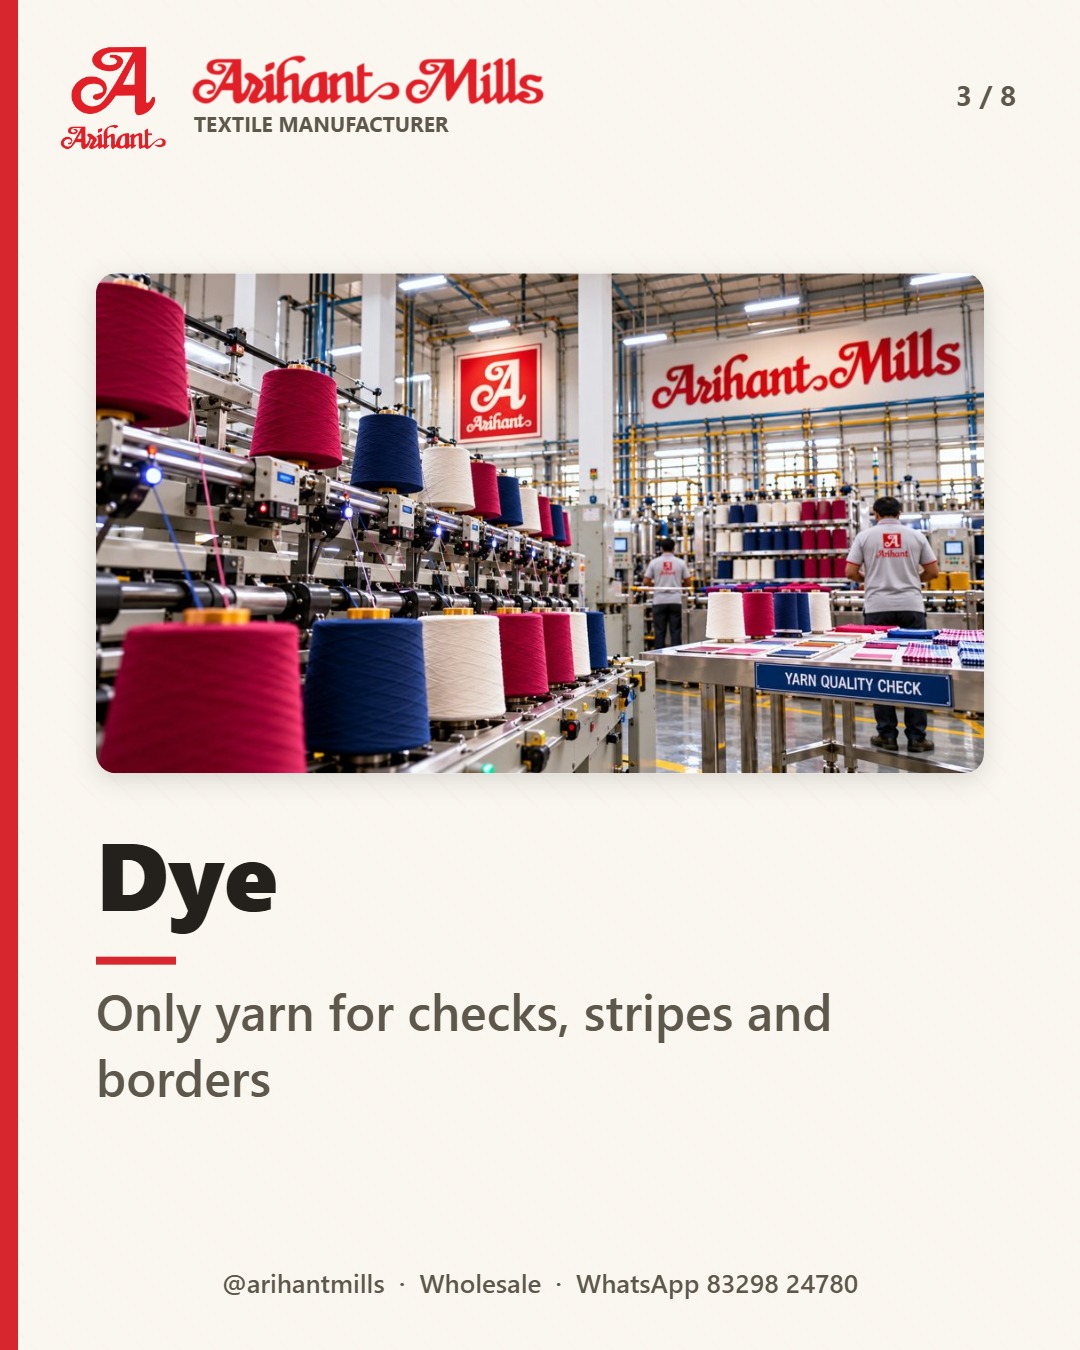 A
Arihant
Arihant Mills
TEXTILE MANUFACTURER
3 / 8
A
Arihant
Arihant Mills
A
Arihant
YARN QUALITY CHECK
Dye
Only yarn for checks, stripes and
borders
@arihantmills · Wholesale · WhatsApp 83298 24780